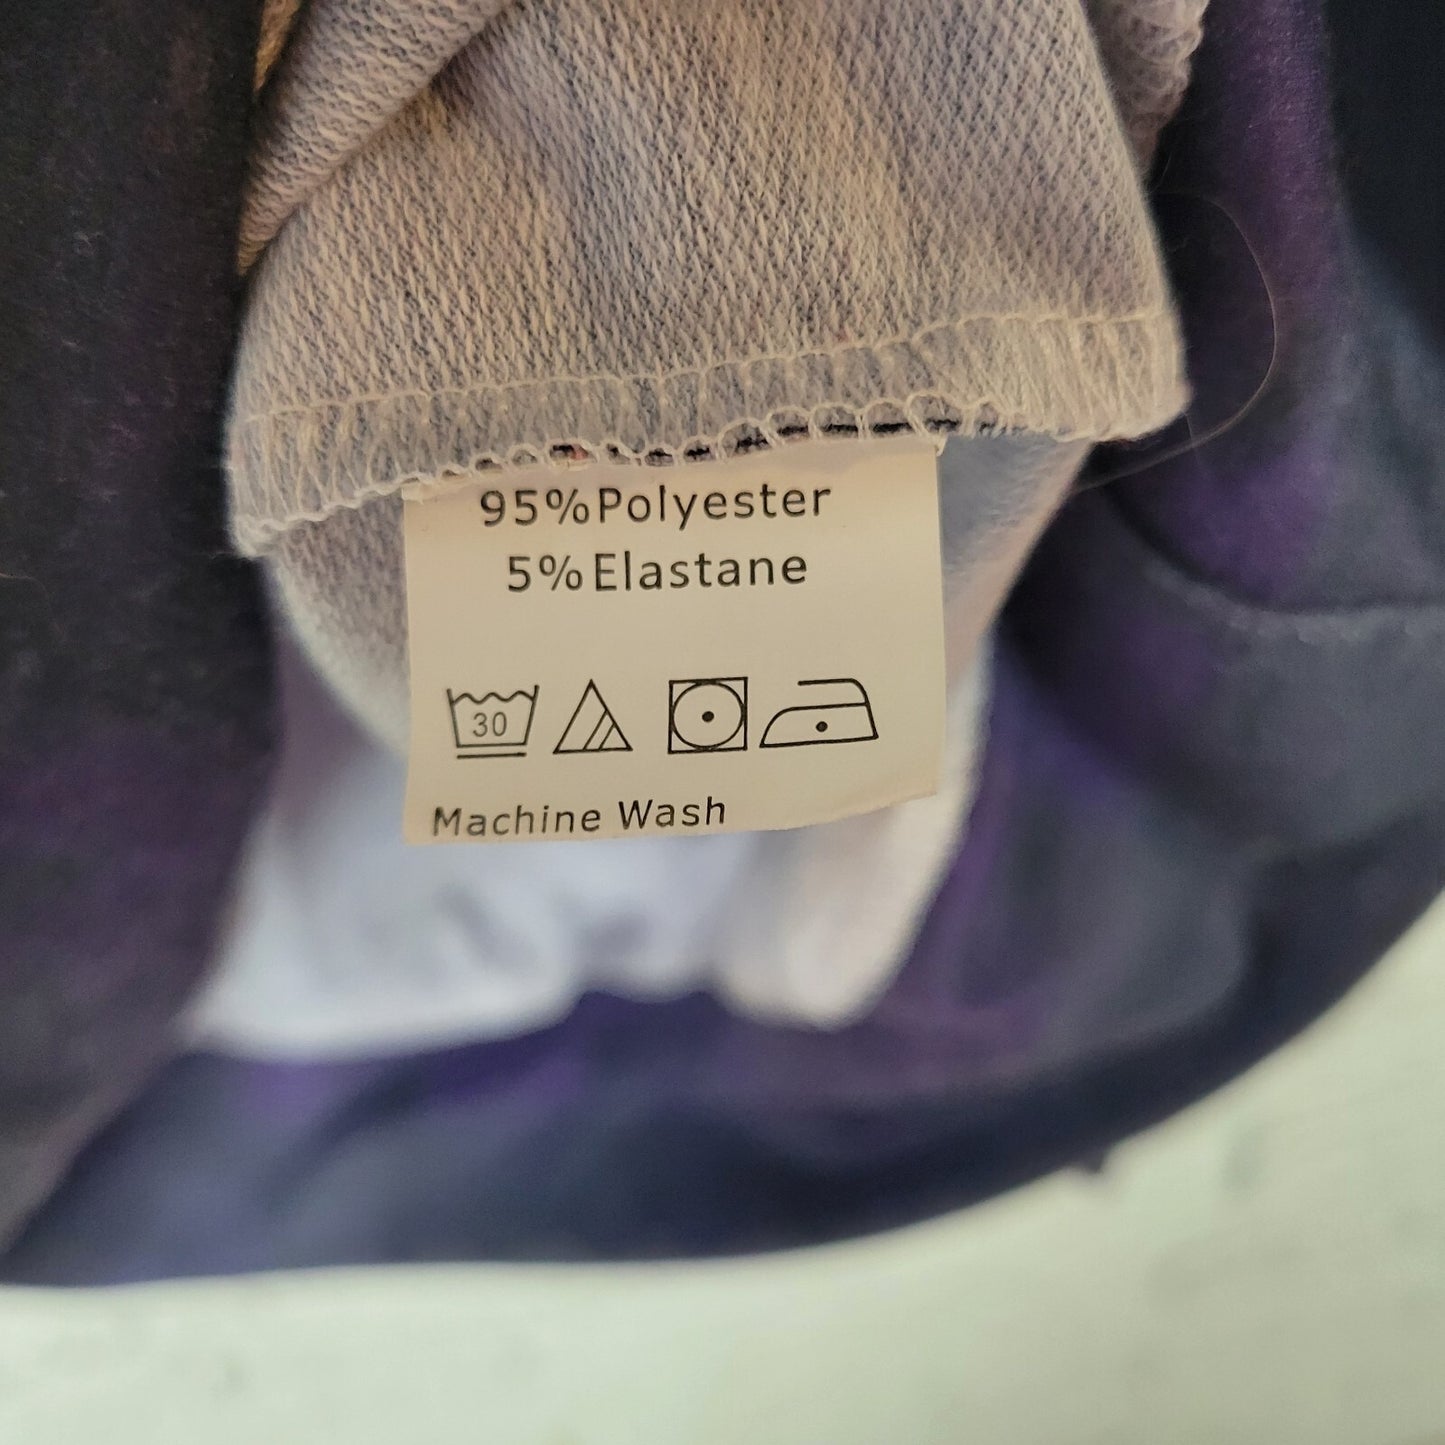 95%Polyester
5%Elastane
30
Machine Wash